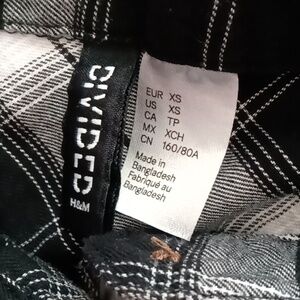 DIVIDED
H&M
EUR XS
US XS
CA TP
MX XCH
CN 160/80A
Made in
Bangladesh
Fabriqué au
Bangladesh